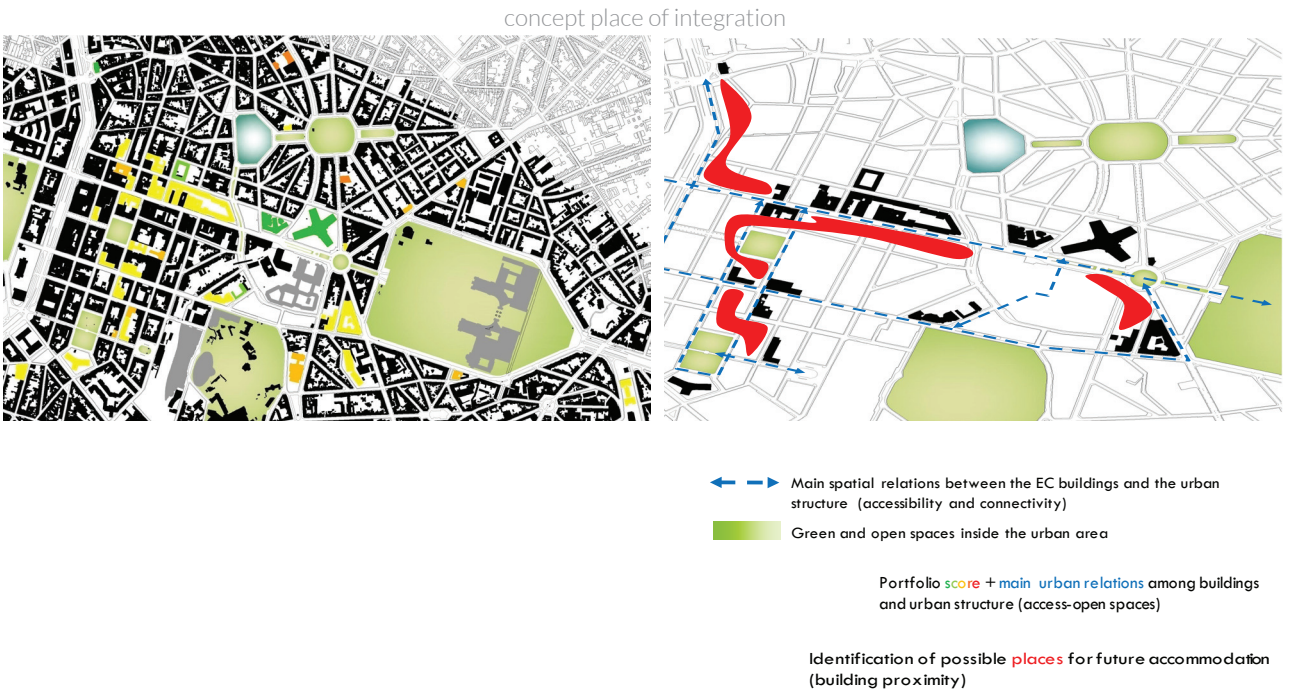 concept place of integration
Main spatial relations between the EC buildings and the urban
structure (accessibility and connectivity)
Green and open spaces inside the urban area
Portfolio score + main urban relations among buildings
and urban structure (access-open spaces)
Identification of possible places for future accommodation
(building proximity)